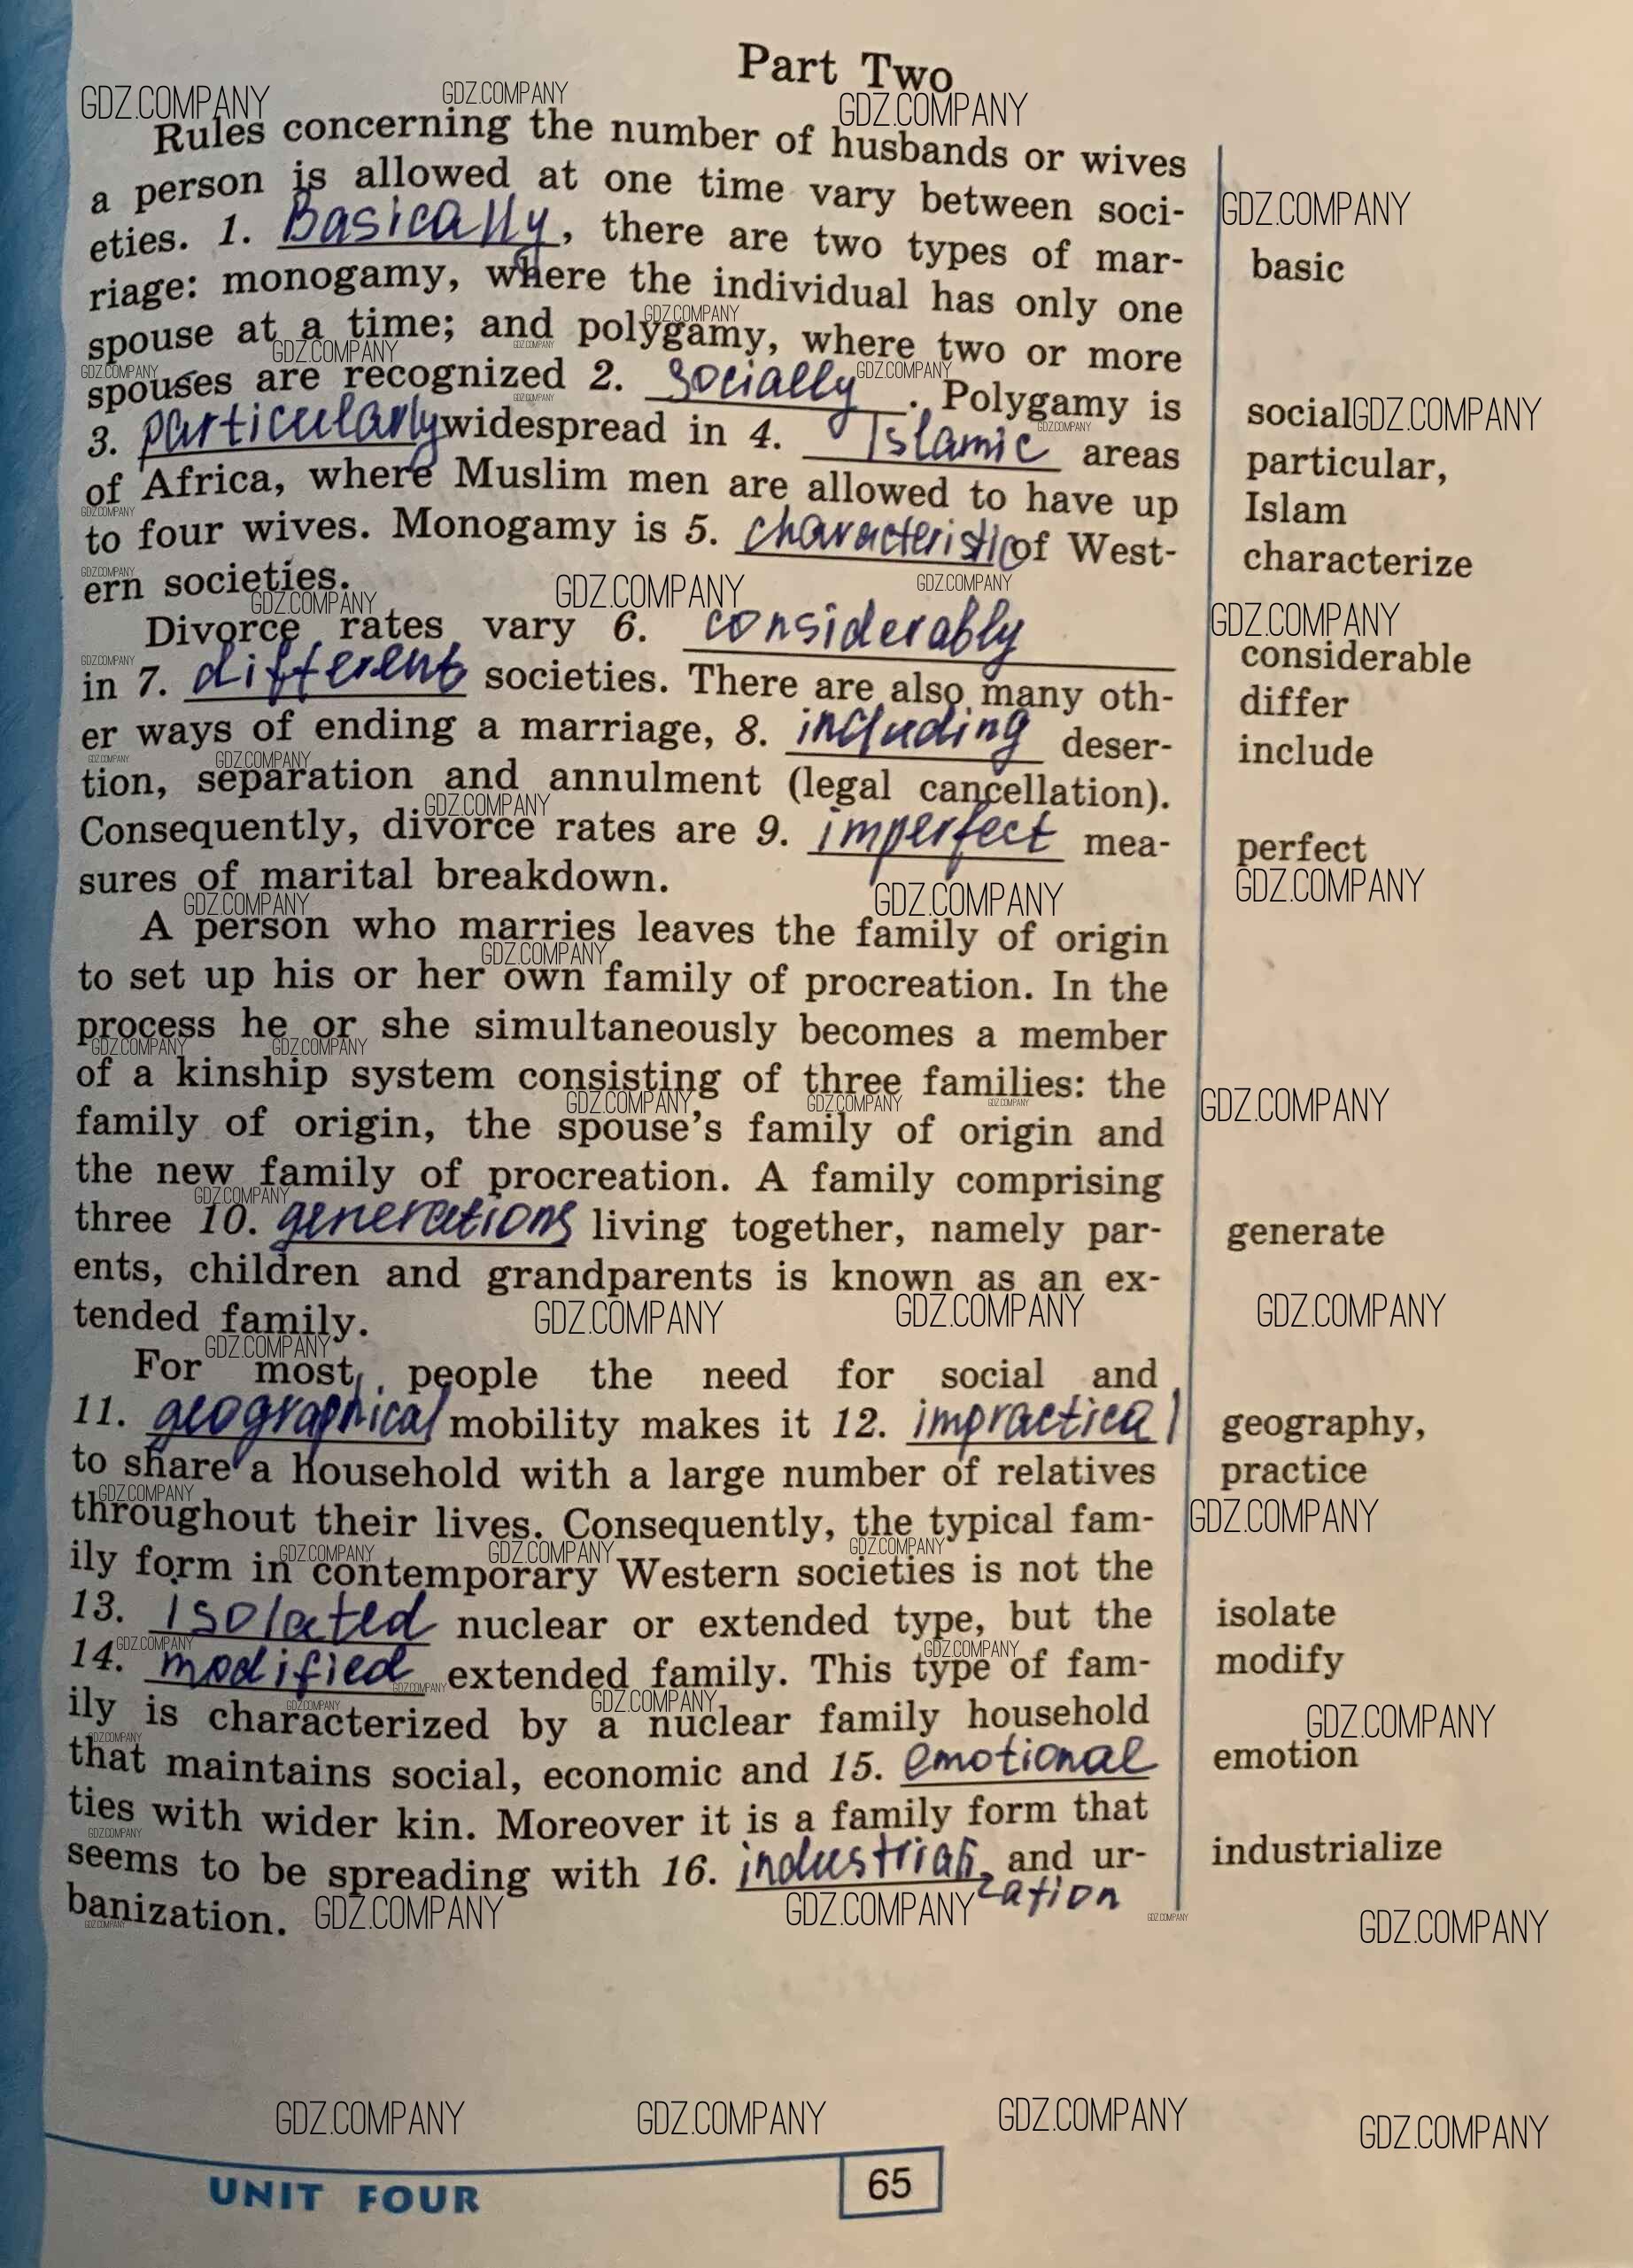 Part Two
Rules concerning the number of husbands or wives
a person is allowed at one time vary between soci-
eties. 1. Basically, there are two types of mar-
riage: monogamy, where the individual has only one
spouse at a time; and polygamy, where two or more
spouses are recognized 2. socially. Polygamy is
3. particularly widespread in 4. Islamic areas
of Africa, where Muslim men are allowed to have up
to four wives. Monogamy is 5. characteristic of West-
ern societies.
Divorce rates vary 6. considerably
in 7. different societies. There are also many oth-
er ways of ending a marriage, 8. including deser-
tion, separation and annulment (legal cancellation).
Consequently, divorce rates are 9. imperfect mea-
sures of marital breakdown.
A person who marries leaves the family of origin
to set up his or her own family of procreation. In the
process he or she simultaneously becomes a member
of a kinship system consisting of three families: the
family of origin, the spouse's family of origin and
the new family of procreation. A family comprising
three 10. generations living together, namely par-
ents, children and grandparents is known as an ex-
tended family.
For most people the need for social and
11. geographical mobility makes it 12. impractical
to share a household with a large number of relatives
throughout their lives. Consequently, the typical fam-
ily form in contemporary Western societies is not the
13. isolated nuclear or extended type, but the
14. modified extended family. This type of fam-
ily is characterized by a nuclear family household
that maintains social, economic and 15. emotional
ties with wider kin. Moreover it is a family form that
seems to be spreading with 16. industriali and ur-
zation
banization.
basic
social
particular,
Islam
characterize
considerable
differ
include
perfect
generate
geography,
practice
isolate
modify
emotion
industrialize
GDZ.COMPANY
UNIT FOUR
65